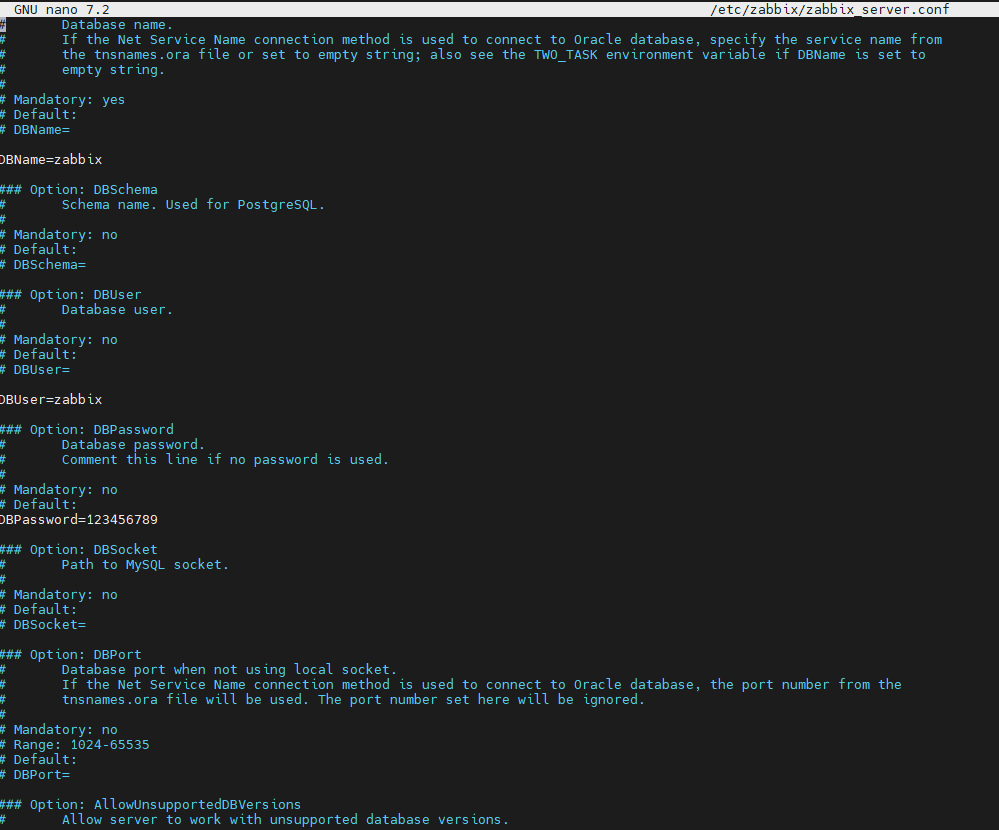 GNU nano 7.2 /etc/zabbix/zabbix_server.conf
# Database name.
# If the Net Service Name connection method is used to connect to Oracle database, specify the service name from
# the tnsnames.ora file or set to empty string; also see the TWO_TASK environment variable if DBName is set to
# empty string.
#
# Mandatory: yes
# Default:
# DBName=
DBName=zabbix
### Option: DBSchema
# Schema name. Used for PostgreSQL.
#
# Mandatory: no
# Default:
# DBSchema=
### Option: DBUser
# Database user.
#
# Mandatory: no
# Default:
# DBUser=
DBUser=zabbix
### Option: DBPassword
# Database password.
# Comment this line if no password is used.
#
# Mandatory: no
# Default:
DBPassword=123456789
### Option: DBSocket
# Path to MySQL socket.
#
# Mandatory: no
# Default:
# DBSocket=
### Option: DBPort
# Database port when not using local socket.
# If the Net Service Name connection method is used to connect to Oracle database, the port number from the
# tnsnames.ora file will be used. The port number set here will be ignored.
#
# Mandatory: no
# Range: 1024-65535
# Default:
# DBPort=
### Option: AllowUnsupportedDBVersions
# Allow server to work with unsupported database versions.